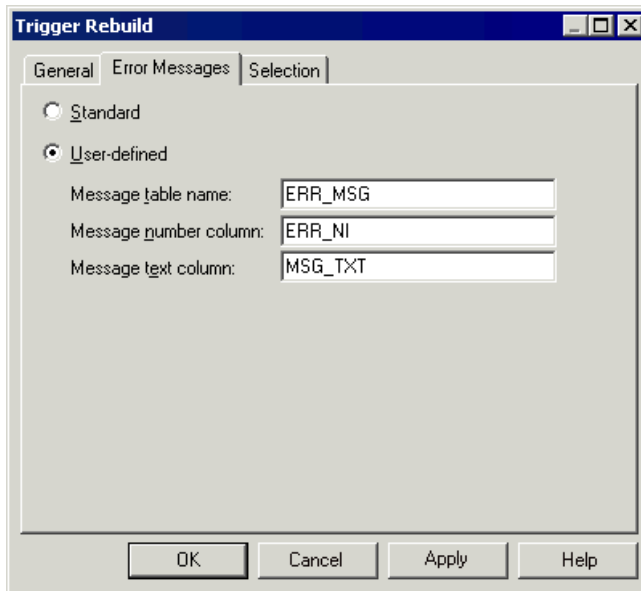 Trigger Rebuild
General Error Messages Selection
Standard
User-defined
Message table name: ERR_MSG
Message number column: ERR_NI
Message text column: MSG_TXT
OK Cancel Apply Help